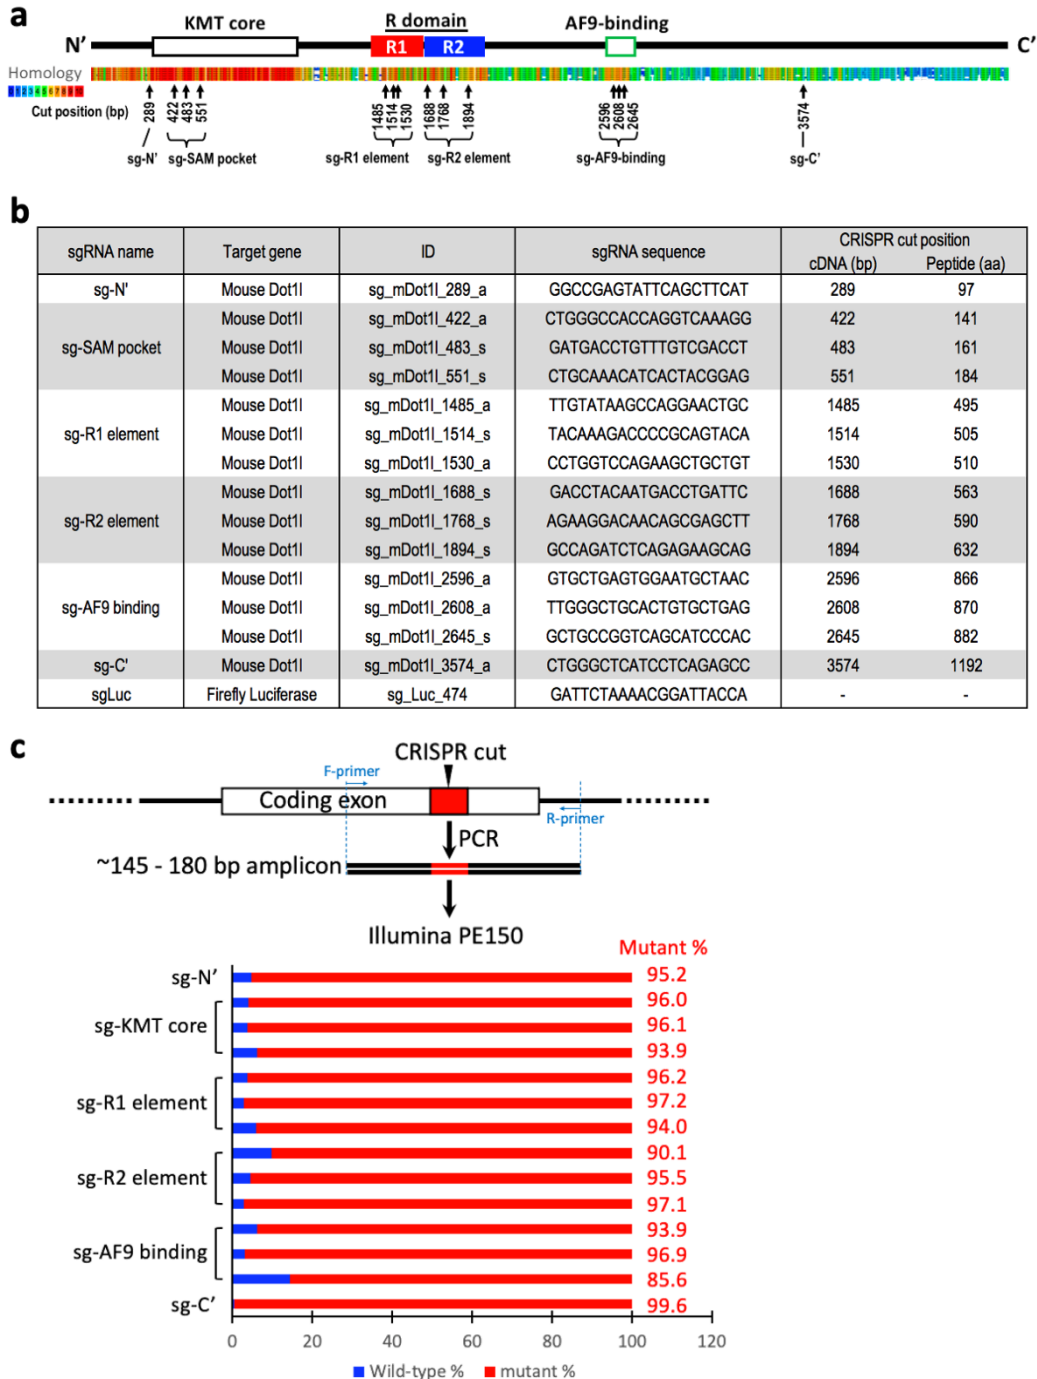 a
KMT core
R domain
AF9-binding
N’
R1
R2
C’
Homology
Cut position (bp)
289
422
483
551
1485
1514
1530
1688
1768
1894
2596
2608
2645
3574
sg-N’
sg-SAM pocket
sg-R1 element
sg-R2 element
sg-AF9-binding
sg-C’
b
sgRNA name Target gene ID sgRNA sequence CRISPR cut position
cDNA (bp) Peptide (aa)
sg-N' Mouse Dot1l sg_mDot1l_289_a GGCCGAGTATTCAGCTTCAT 289 97
Mouse Dot1l sg_mDot1l_422_a CTGGGCCACCAGGTCAAAGG 422 141
sg-SAM pocket Mouse Dot1l sg_mDot1l_483_s GATGACCTGTTTGTCGACCT 483 161
Mouse Dot1l sg_mDot1l_551_s CTGCAAACATCACTACGGAG 551 184
Mouse Dot1l sg_mDot1l_1485_a TTGTATAAGCCAGGAACTGC 1485 495
sg-R1 element Mouse Dot1l sg_mDot1l_1514_s TACAAAGACCCCGCAGTACA 1514 505
Mouse Dot1l sg_mDot1l_1530_a CCTGGTCCAGAAGCTGCTGT 1530 510
Mouse Dot1l sg_mDot1l_1688_s GACCTACAATGACCTGATTC 1688 563
sg-R2 element Mouse Dot1l sg_mDot1l_1768_s AGAAGGACAACAGCGAGCTT 1768 590
Mouse Dot1l sg_mDot1l_1894_s GCCAGATCTCAGAGAAGCAG 1894 632
Mouse Dot1l sg_mDot1l_2596_a GTGCTGAGTGGAATGCTAAC 2596 866
sg-AF9 binding Mouse Dot1l sg_mDot1l_2608_a TTGGGCTGCACTGTGCTGAG 2608 870
Mouse Dot1l sg_mDot1l_2645_s GCTGCCGGTCAGCATCCCAC 2645 882
sg-C' Mouse Dot1l sg_mDot1l_3574_a CTGGGCTCATCCTCAGAGCC 3574 1192
sgLuc Firefly Luciferase sg_Luc_474 GATTCTAAAACGGATTACCA - -
c
CRISPR cut
F-primer
Coding exon
R-primer
PCR
~145 - 180 bp amplicon
Illumina PE150
Mutant %
sg-N’ 95.2
96.0
sg-KMT core 96.1
93.9
96.2
sg-R1 element 97.2
94.0
90.1
sg-R2 element 95.5
97.1
93.9
sg-AF9 binding 96.9
85.6
sg-C’ 99.6
0 20 40 60 80 100 120
Wild-type % mutant %